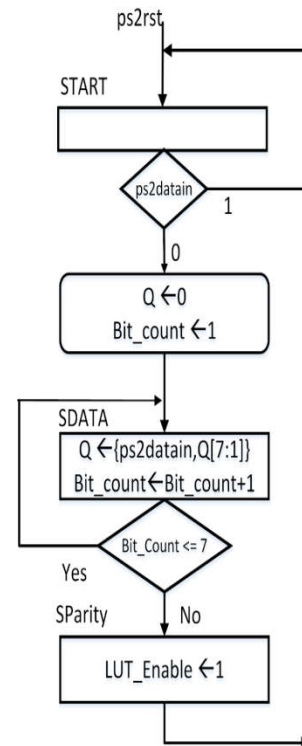 ps2rst
START
ps2datain
1
0
Q ←0
Bit_count ←1
SDATA
Q ←{ps2datain,Q[7:1]}
Bit_count←Bit_count+1
Bit_Count <= 7
Yes
SParity No
LUT_Enable ←1